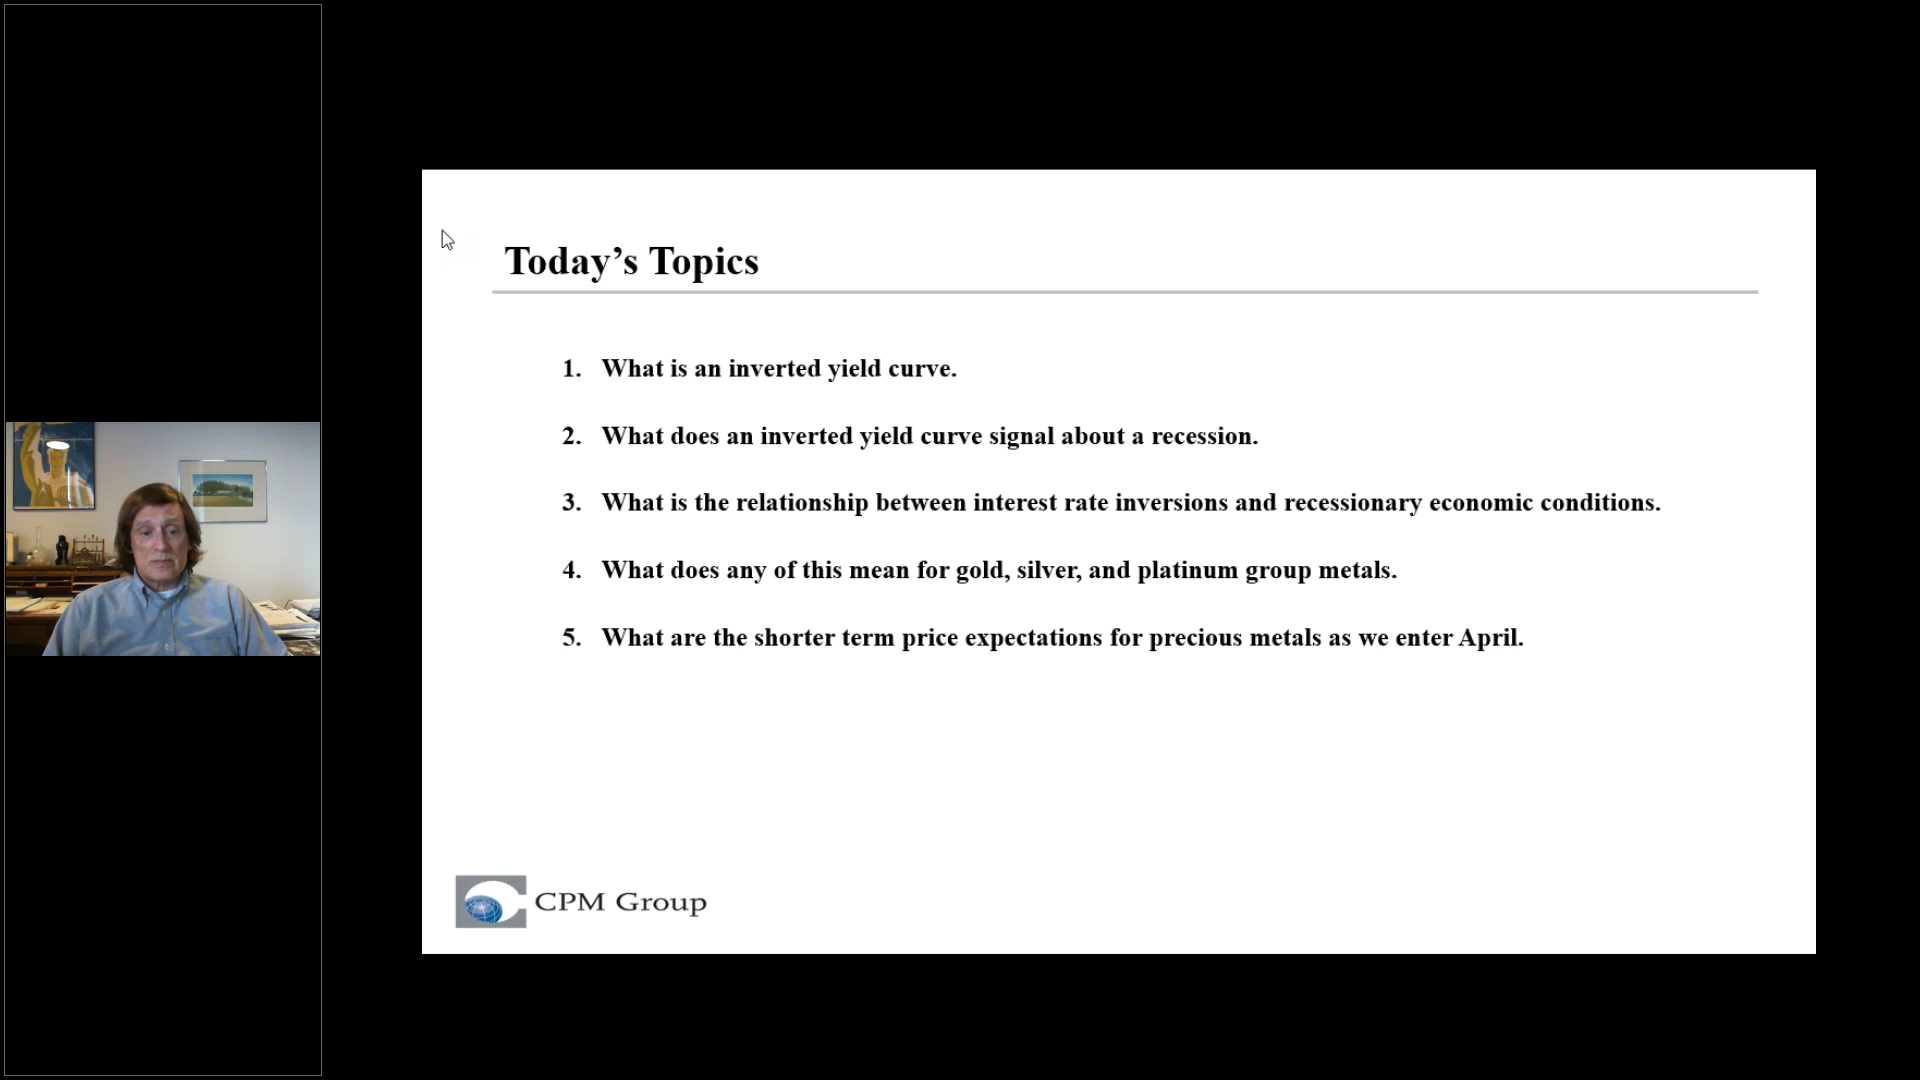 Today’s Topics
1. What is an inverted yield curve.
2. What does an inverted yield curve signal about a recession.
3. What is the relationship between interest rate inversions and recessionary economic conditions.
4. What does any of this mean for gold, silver, and platinum group metals.
5. What are the shorter term price expectations for precious metals as we enter April.
CPM Group